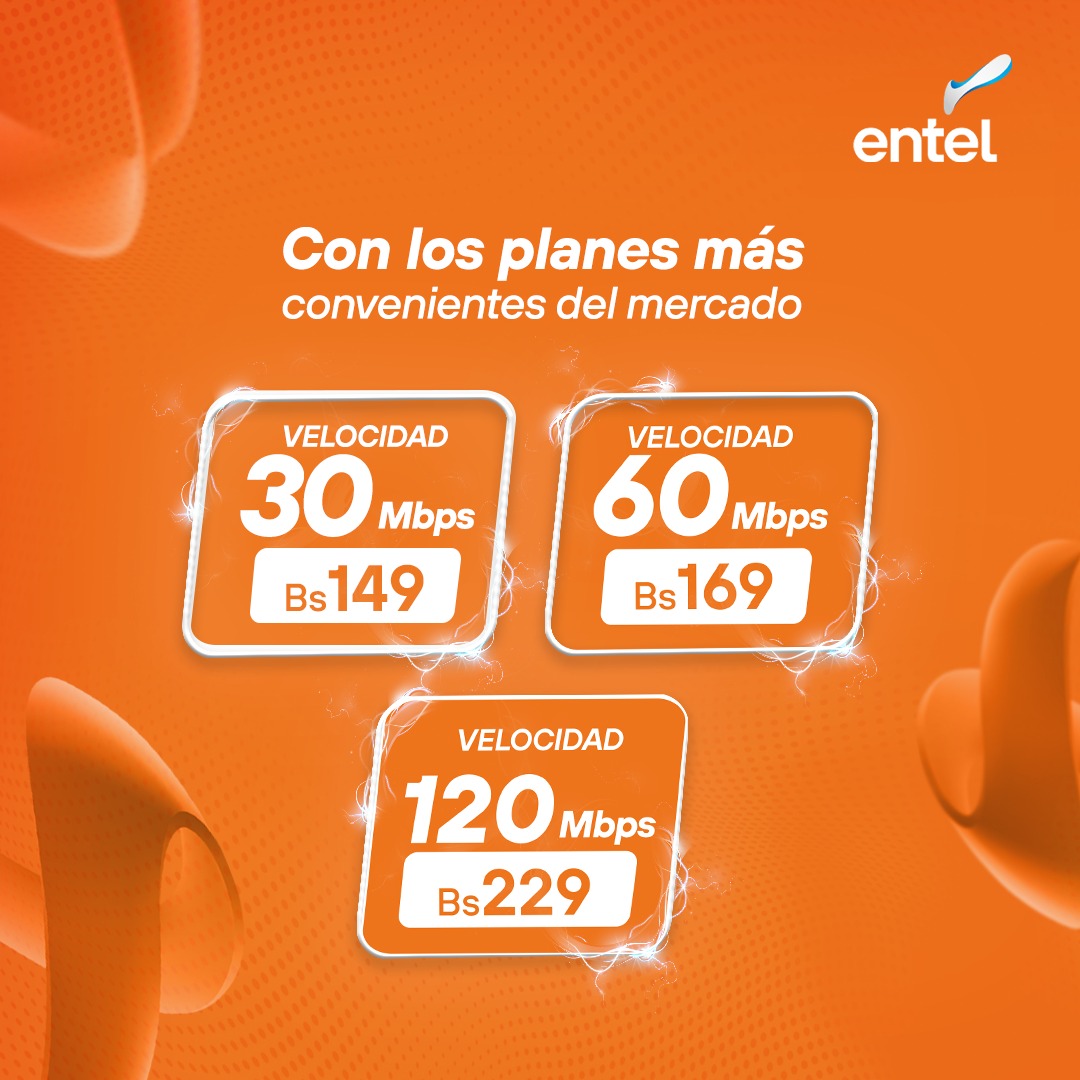 entel
Con los planes más
convenientes del mercado
VELOCIDAD
30 Mbps
Bs149
VELOCIDAD
60 Mbps
Bs169
VELOCIDAD
120 Mbps
Bs229